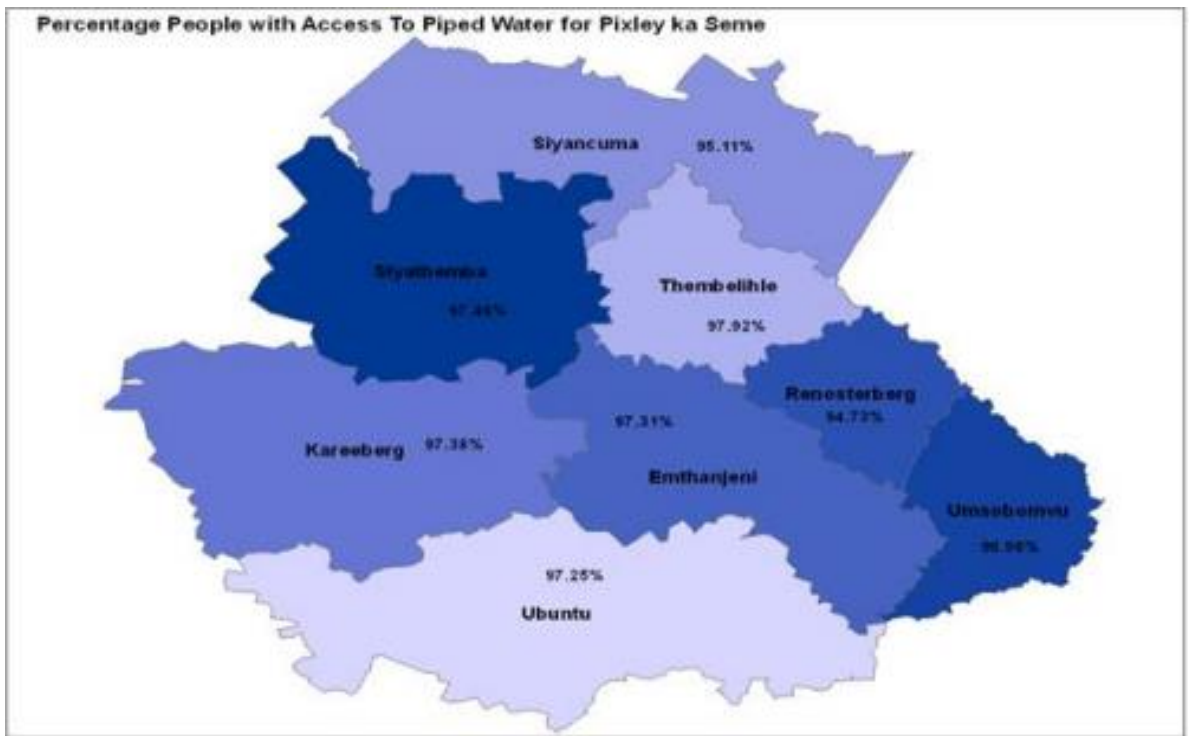 Percentage People with Access To Piped Water for Pixley ka Seme
Siyancuma 95.11%
Siyathemba
Thembelihle
97.92%
Renosterberg
94.73%
97.31%
Kareeberg 97.38%
Emthanjeni
Umsobomvu
97.25%
Ubuntu